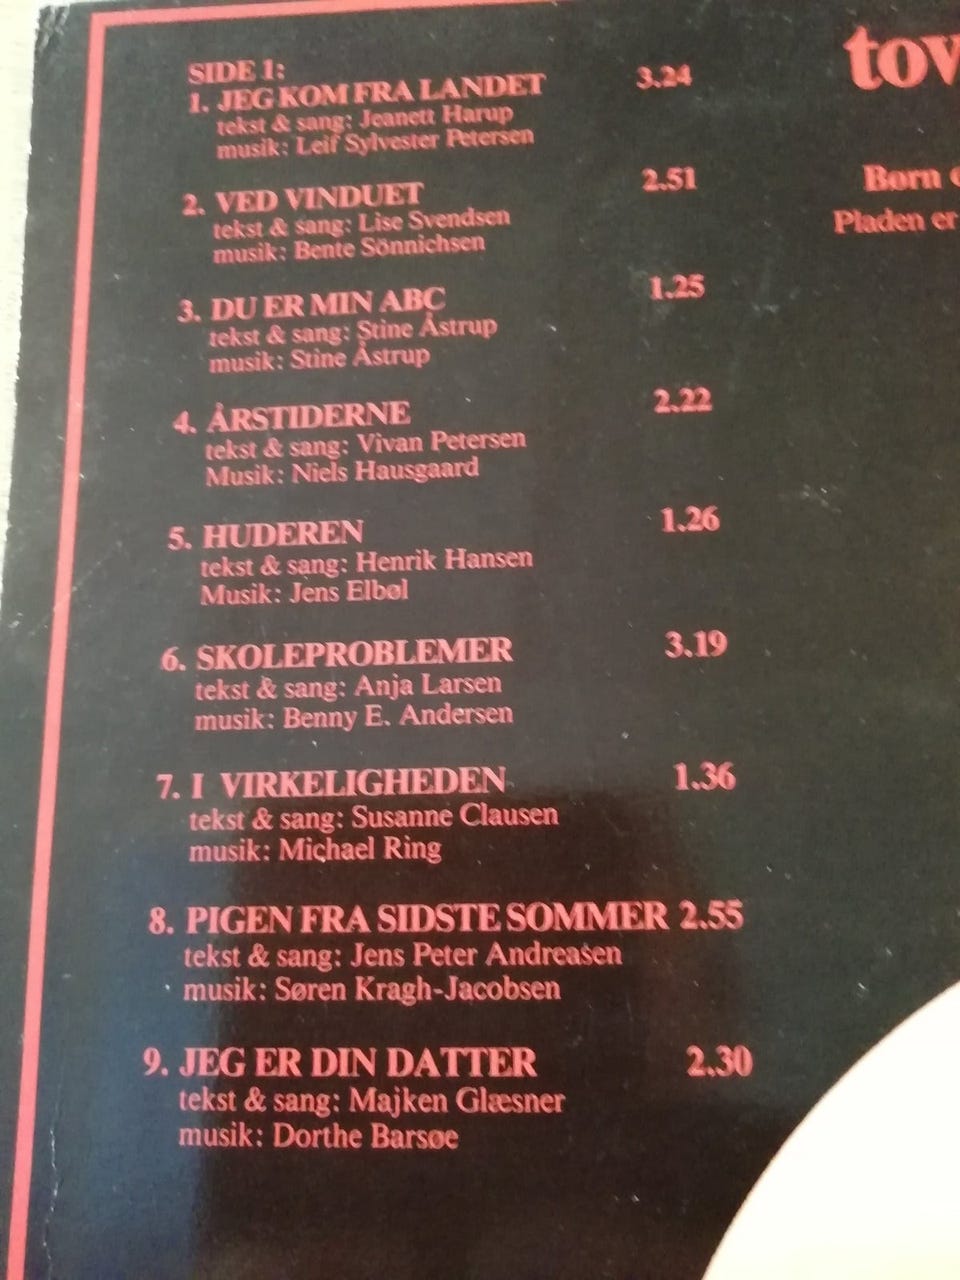 SIDE 1:
1. JEG KOM FRA LANDET 3.24
tekst & sang: Jeanett Harup
musik: Leif Sylvester Petersen
2. VED VINDUET 2.51
tekst & sang: Lise Svendsen
musik: Bente Sönnichsen
3. DU ER MIN ABC 1.25
tekst & sang: Stine Åstrup
musik: Stine Åstrup
4. ÅRSTIDERNE 2.22
tekst & sang: Vivan Petersen
Musik: Niels Hausgaard
5. HUDEREN 1.26
tekst & sang: Henrik Hansen
Musik: Jens Elbøl
6. SKOLEPROBLEMER 3.19
tekst & sang: Anja Larsen
musik: Benny E. Andersen
7. I VIRKELIGHEDEN 1.36
tekst & sang: Susanne Clausen
musik: Michael Ring
8. PIGEN FRA SIDSTE SOMMER 2.55
tekst & sang: Jens Peter Andreasen
musik: Søren Kragh-Jacobsen
9. JEG ER DIN DATTER 2.30
tekst & sang: Majken Glæsner
musik: Dorthe Barsøe
tov
Børn
Pladen er